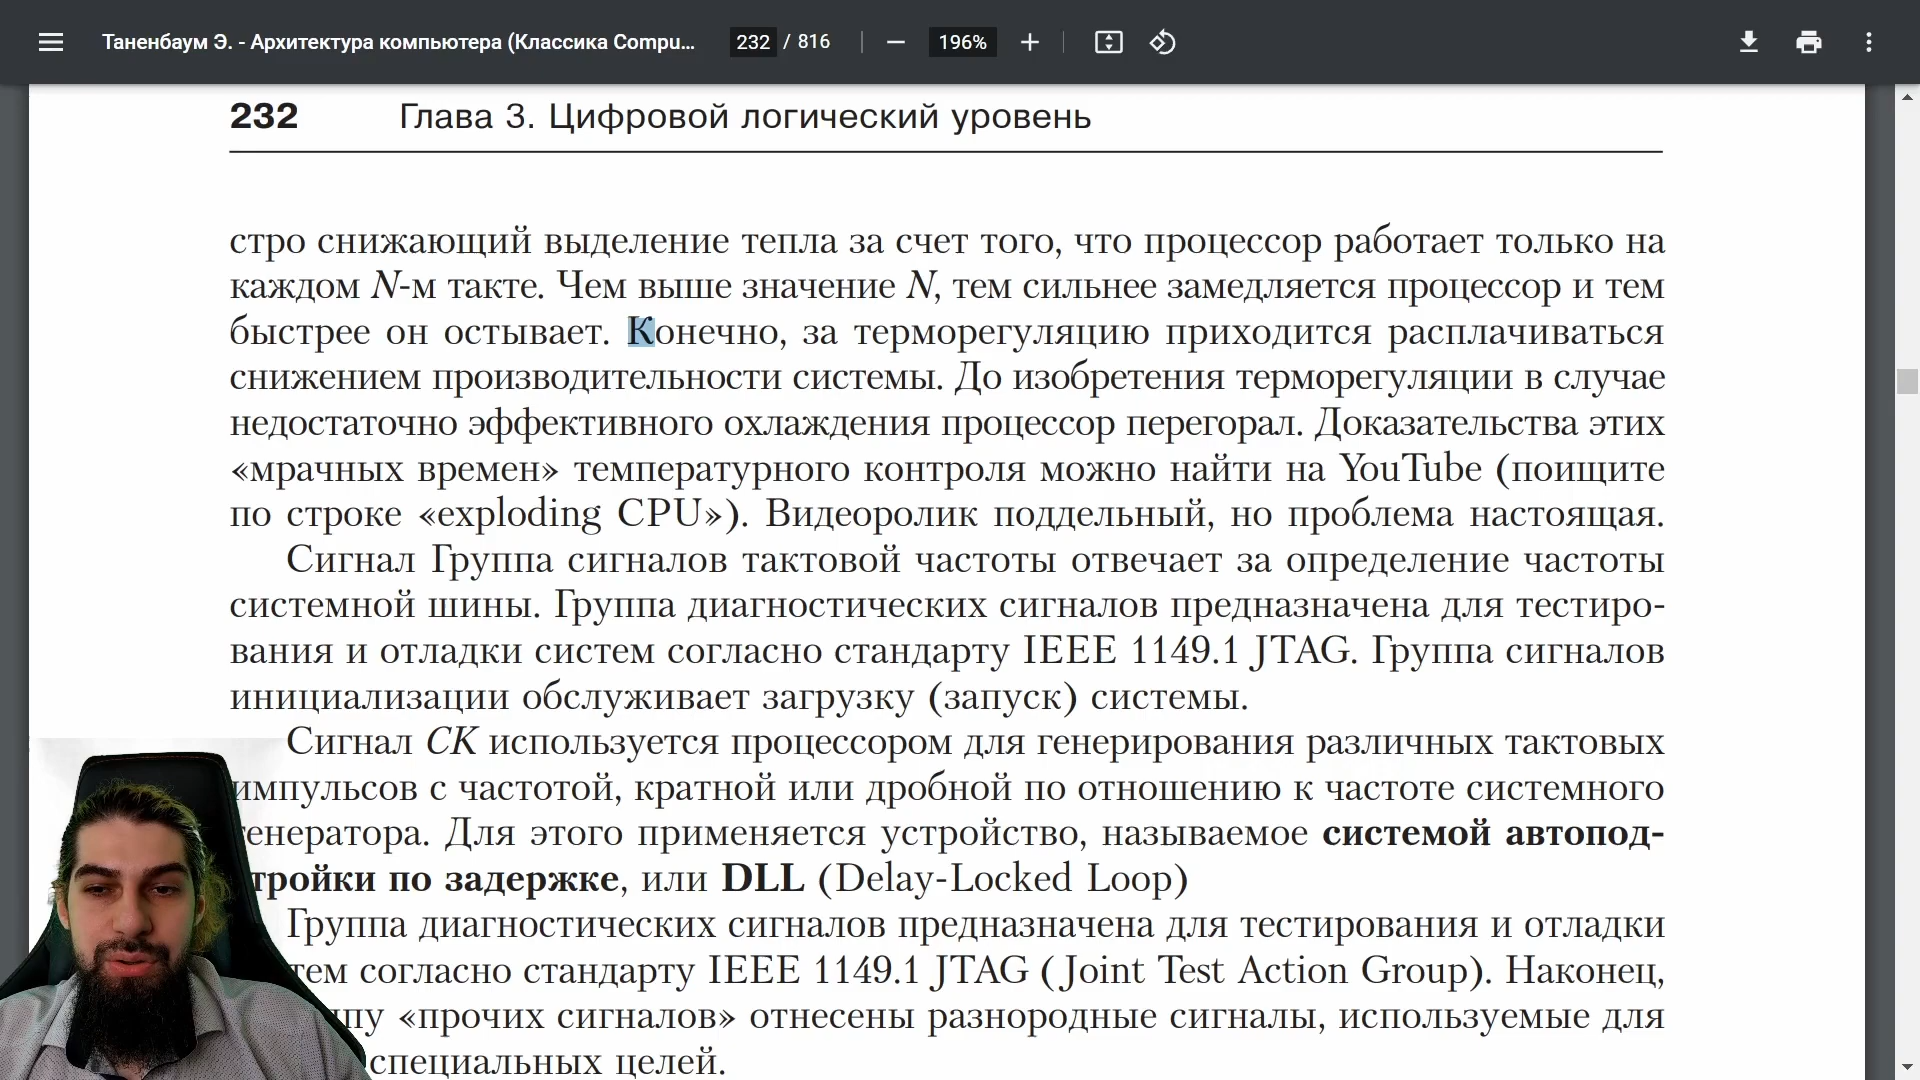 Таненбаум Э. - Архитектура компьютера (Классика Compu...
232 / 816
196%
232 Глава 3. Цифровой логический уровень
стро снижающий выделение тепла за счет того, что процессор работает только на
каждом N-м такте. Чем выше значение N, тем сильнее замедляется процессор и тем
быстрее он остывает. Конечно, за терморегуляцию приходится расплачиваться
снижением производительности системы. До изобретения терморегуляции в случае
недостаточно эффективного охлаждения процессор перегорал. Доказательства этих
«мрачных времен» температурного контроля можно найти на YouTube (поищите
по строке «exploding CPU»). Видеоролик поддельный, но проблема настоящая.
Сигнал Группа сигналов тактовой частоты отвечает за определение частоты
системной шины. Группа диагностических сигналов предназначена для тестиро-
вания и отладки систем согласно стандарту IEEE 1149.1 JTAG. Группа сигналов
инициализации обслуживает загрузку (запуск) системы.
Сигнал CK используется процессором для генерирования различных тактовых
импульсов с частотой, кратной или дробной по отношению к частоте системного
генератора. Для этого применяется устройство, называемое системой автопод-
тройки по задержке, или DLL (Delay-Locked Loop)
Группа диагностических сигналов предназначена для тестирования и отладки
тем согласно стандарту IEEE 1149.1 JTAG (Joint Test Action Group). Наконец,
ппу «прочих сигналов» отнесены разнородные сигналы, используемые для
специальных целей.